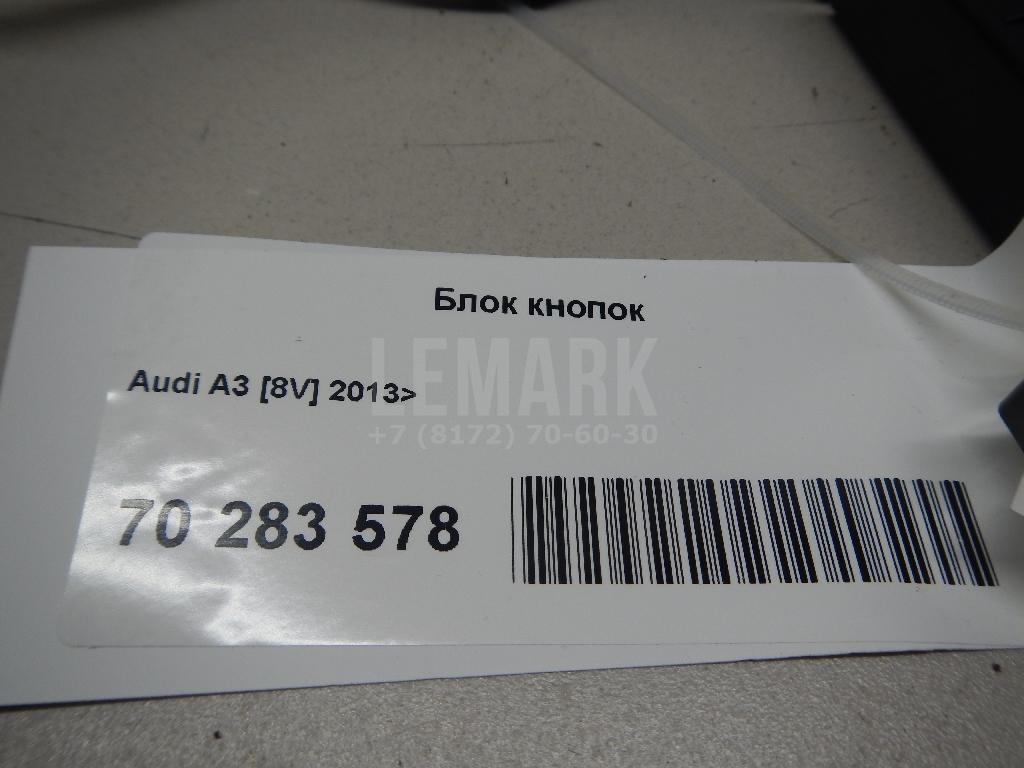 Блок кнопок
LEMARK
Audi A3 [8V] 2013>
+7 (8172) 70-60-30
70 283 578